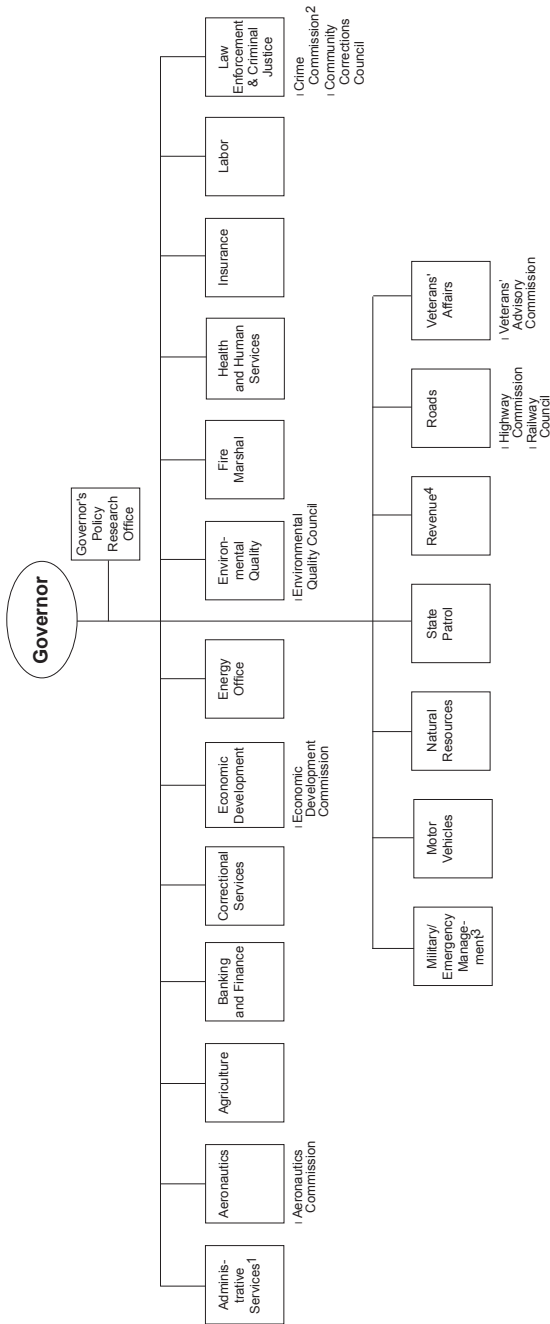 Governor
Governor's
Policy
Research
Office
Adminis-
trative
Services1
Aeronautics
Aeronautics
Commission
Agriculture
Banking
and Finance
Correctional
Services
Economic
Development
Economic
Development
Commission
Energy
Office
Environ-
mental
Quality
Environmental
Quality Council
Fire
Marshal
Health
and Human
Services
Insurance
Labor
Law
Enforcement
& Criminal
Justice
Crime
Commission2
Community
Corrections
Council
Military/
Emergency
Manage-
ment3
Motor
Vehicles
Natural
Resources
State
Patrol
Revenue4
Roads
Highway
Commission
Railway
Council
Veterans'
Affairs
Veterans'
Advisory
Commission